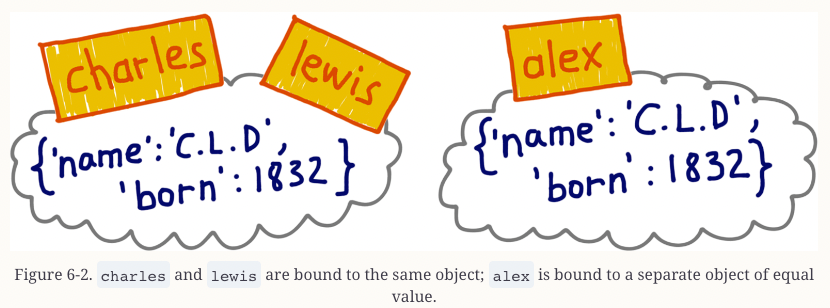 charles
lewis
{'name':'C.L.D',
'born':1832}
alex
{'name':'C.L.D',
'born':1832}
Figure 6-2. charles and lewis are bound to the same object; alex is bound to a separate object of equal
value.